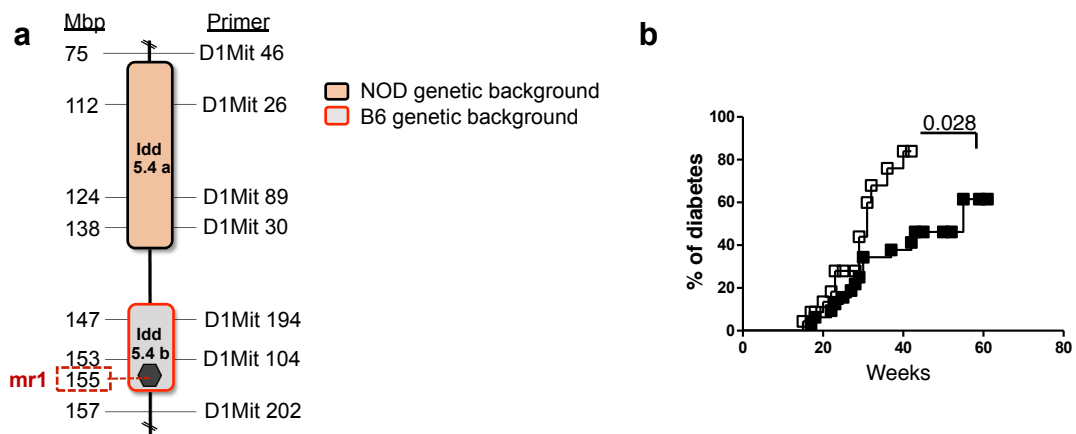 a
Mbp Primer
75 D1Mit 46
112 D1Mit 26
Idd
5.4 a
124 D1Mit 89
138 D1Mit 30
147 D1Mit 194
Idd
5.4 b
153 D1Mit 104
mr1 155
157 D1Mit 202
NOD genetic background
B6 genetic background
b
0.028
% of diabetes
100
80
60
40
20
0
0 20 40 60 80
Weeks